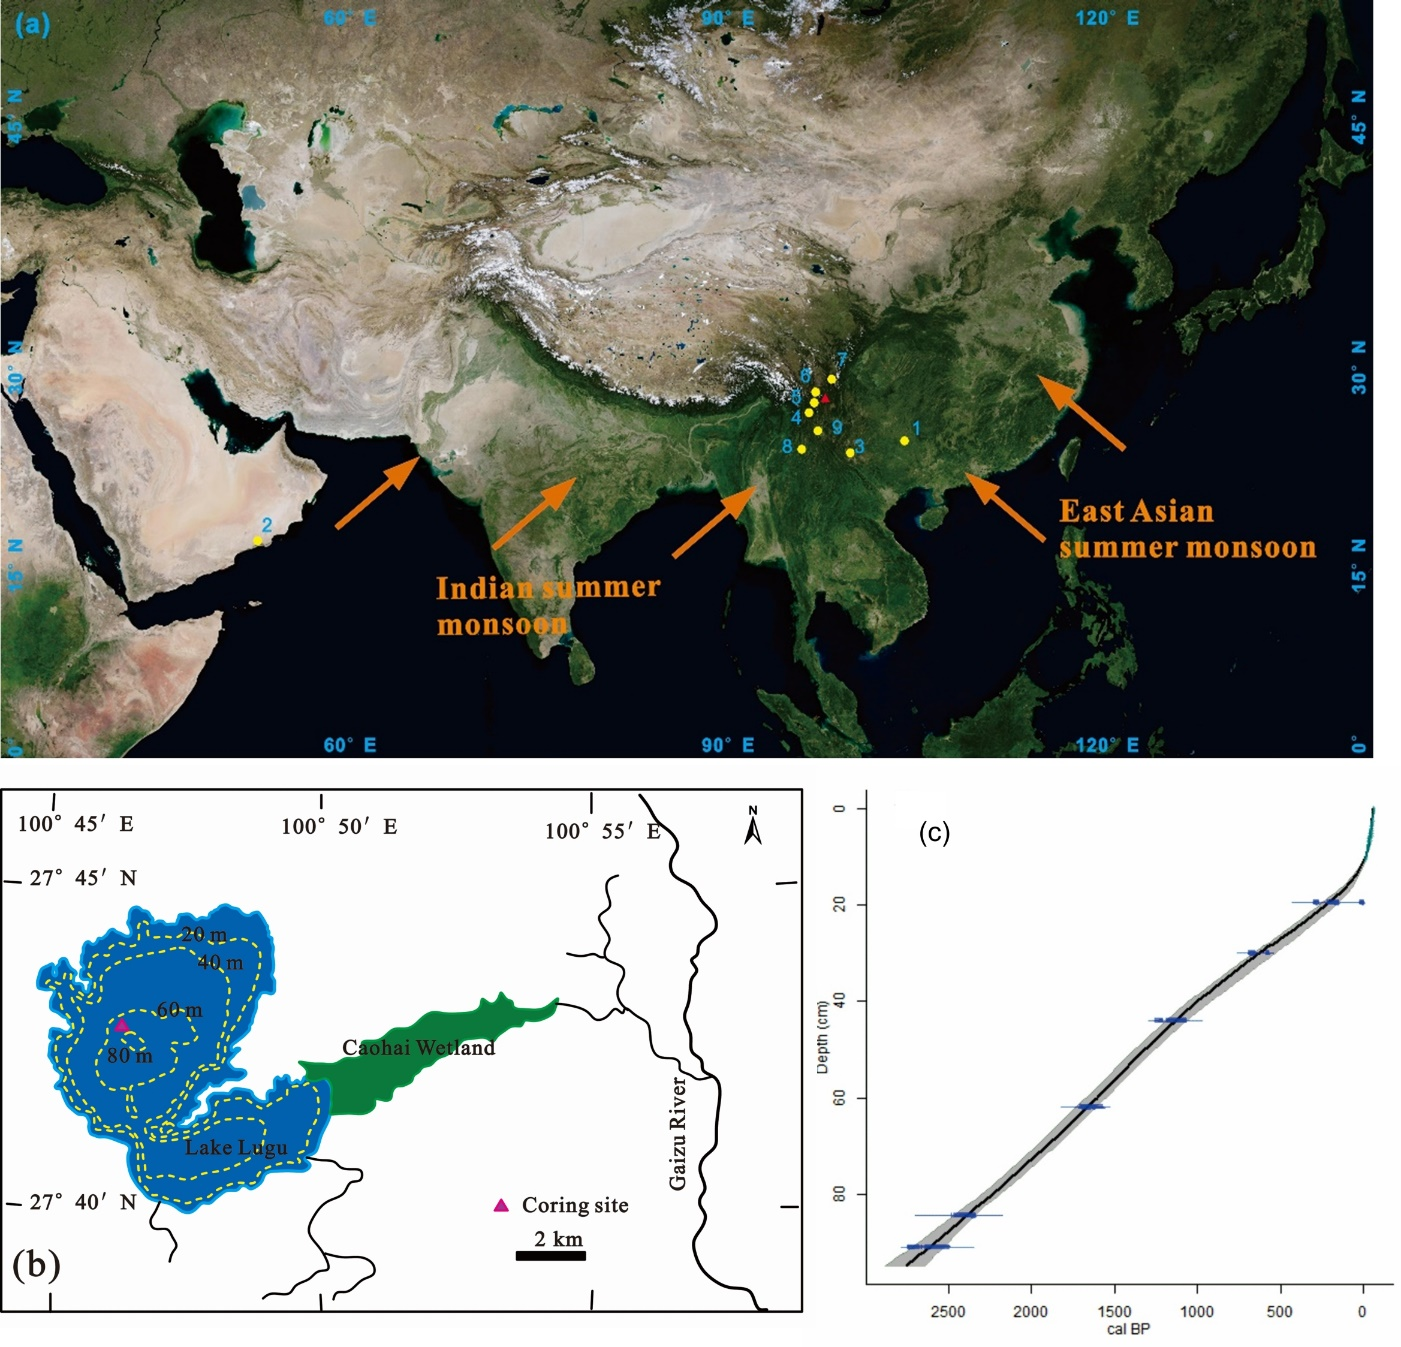 (a)
60° E
90° E
120° E
45° N
45° N
30° N
30° N
7
6
5
4
9
8
3
1
2
East Asian
summer monsoon
Indian summer
monsoon
15° N
15° N
0°
0°
60° E
90° E
120° E
100° 45′ E
100° 50′ E
100° 55′ E
N
27° 45′ N
20 m
40 m
60 m
80 m
Caohai Wetland
Lake Lugu
Gaizu River
27° 40′ N
Coring site
2 km
(b)
(c)
0
20
40
60
80
Depth (cm)
2500
2000
1500
1000
500
0
cal BP